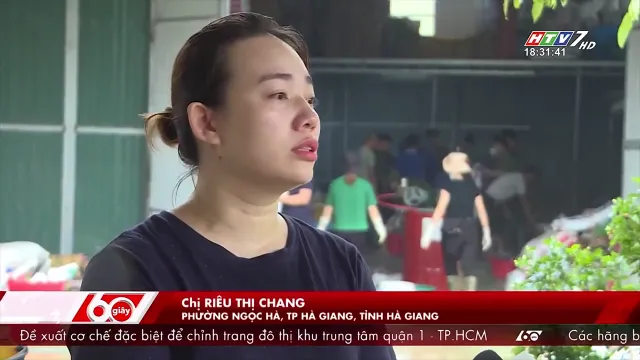 HTV7 HD
18:31:41
60 giây
Chị RIÊU THỊ CHANG
PHƯỜNG NGỌC HÀ, TP HÀ GIANG, TỈNH HÀ GIANG
Đề xuất cơ chế đặc biệt để chỉnh trang đô thị khu trung tâm quận 1 - TP.HCM
60 Các hãng b